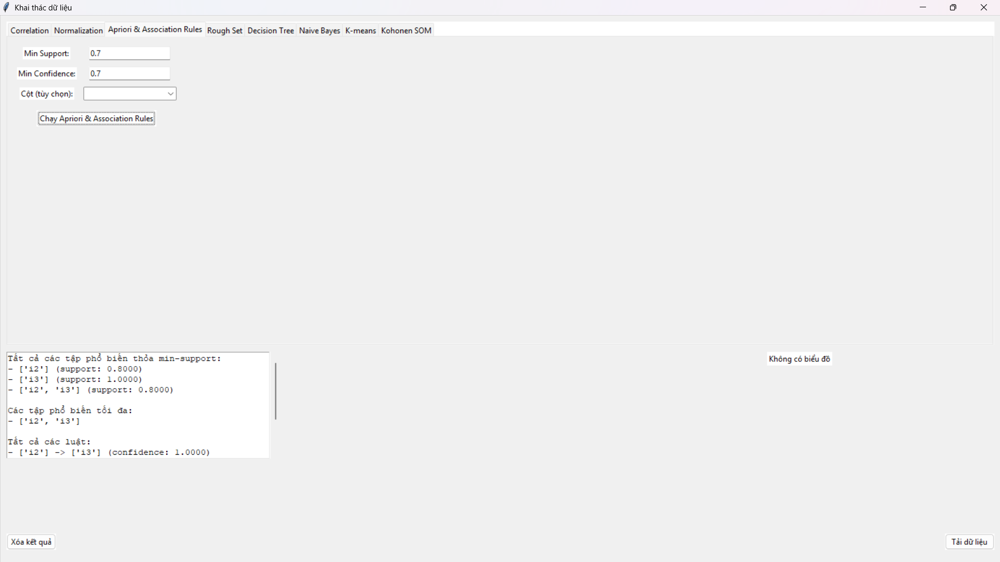 Khai thác dữ liệu
Correlation Normalization Apriori & Association Rules Rough Set Decision Tree Naive Bayes K-means Kohonen SOM
Min Support: 0.7
Min Confidence: 0.7
Cột (tùy chọn):
Chạy Apriori & Association Rules
Tất cả các tập phổ biến thỏa min-support:
- ['i2'] (support: 0.8000)
- ['i3'] (support: 1.0000)
- ['i2', 'i3'] (support: 0.8000)
Các tập phổ biến tối đa:
- ['i2', 'i3']
Tất cả các luật:
- ['i2'] -> ['i3'] (confidence: 1.0000)
Không có biểu đồ
Xóa kết quả
Tải dữ liệu